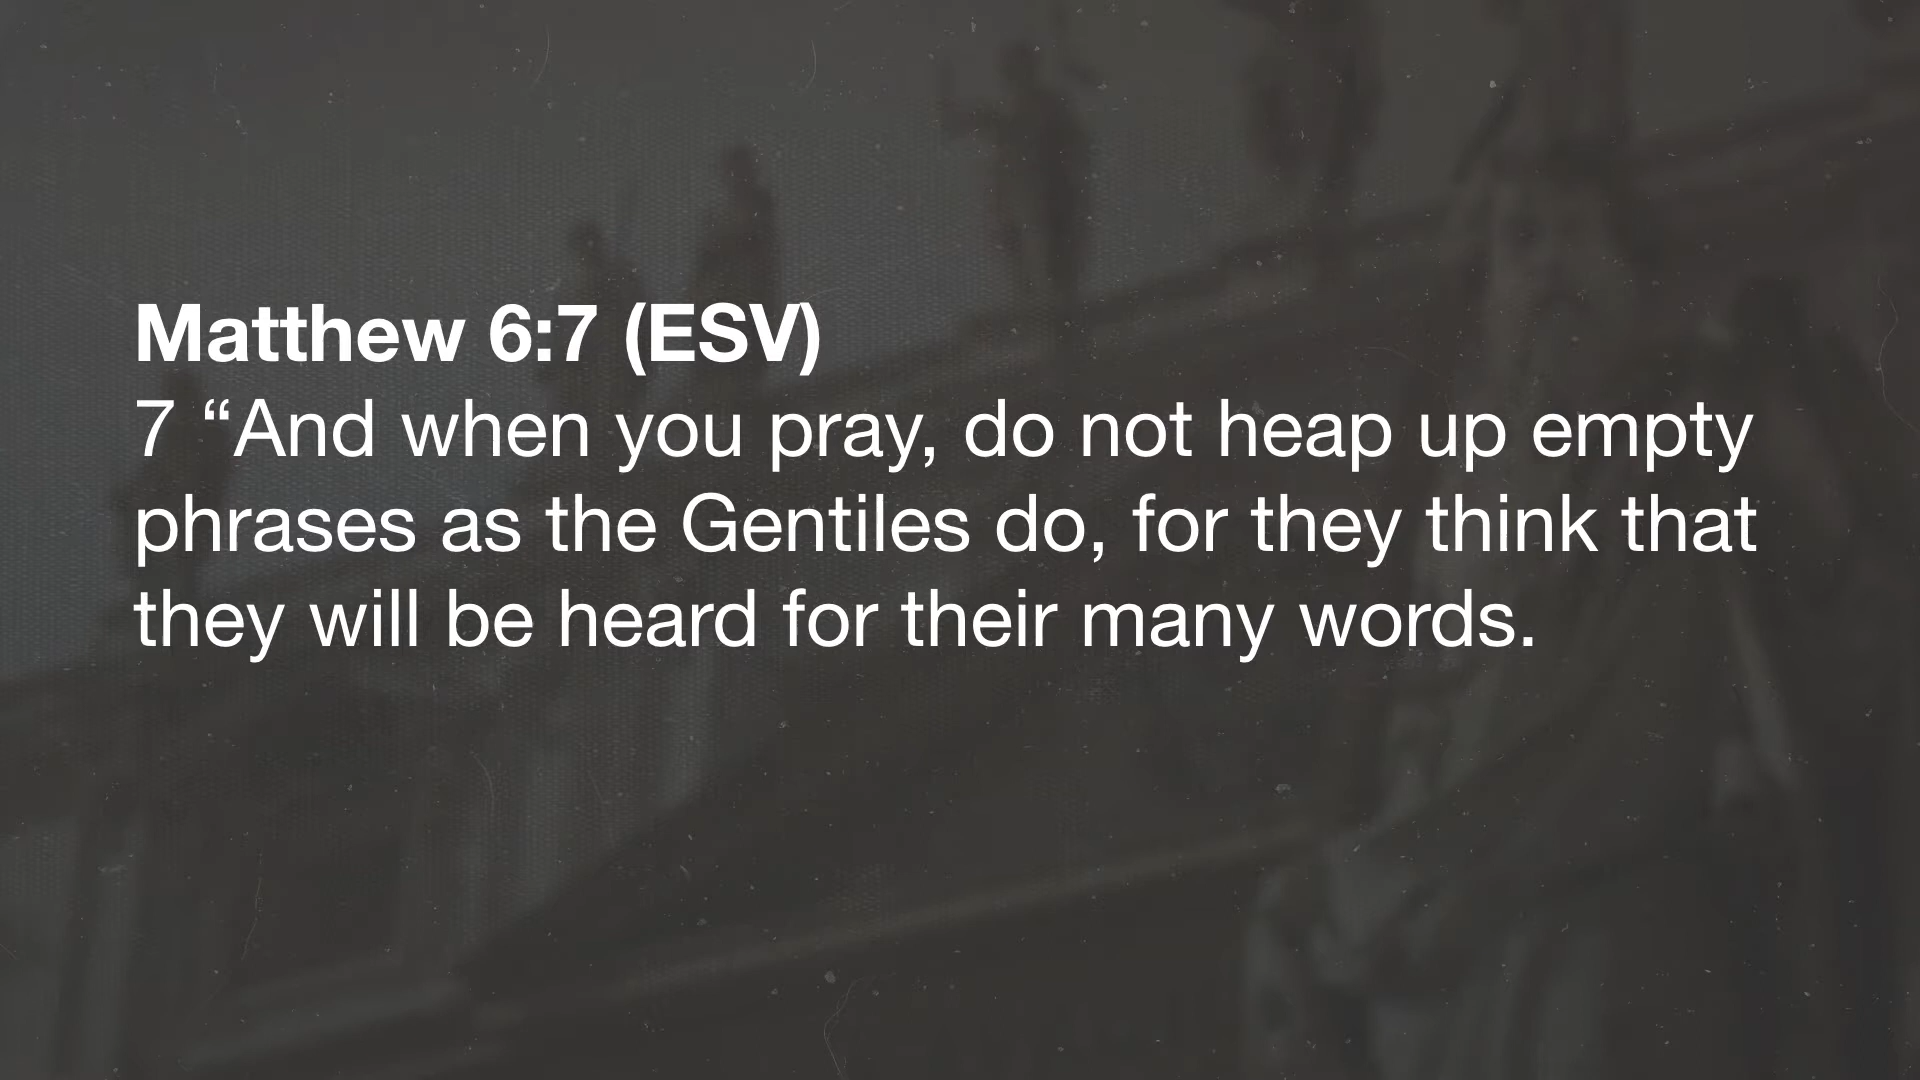 Matthew 6:7 (ESV)
7 “And when you pray, do not heap up empty
phrases as the Gentiles do, for they think that
they will be heard for their many words.